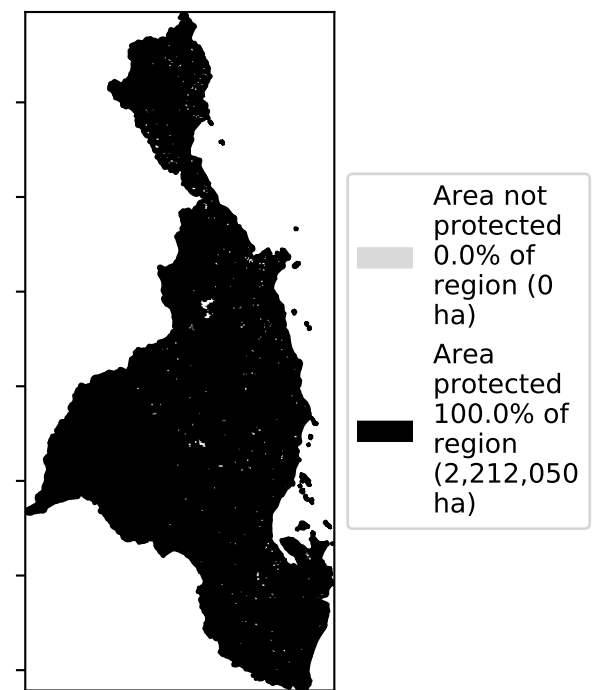 Area not
protected
0.0% of
region (0
ha)
Area
protected
100.0% of
region
(2,212,050
ha)